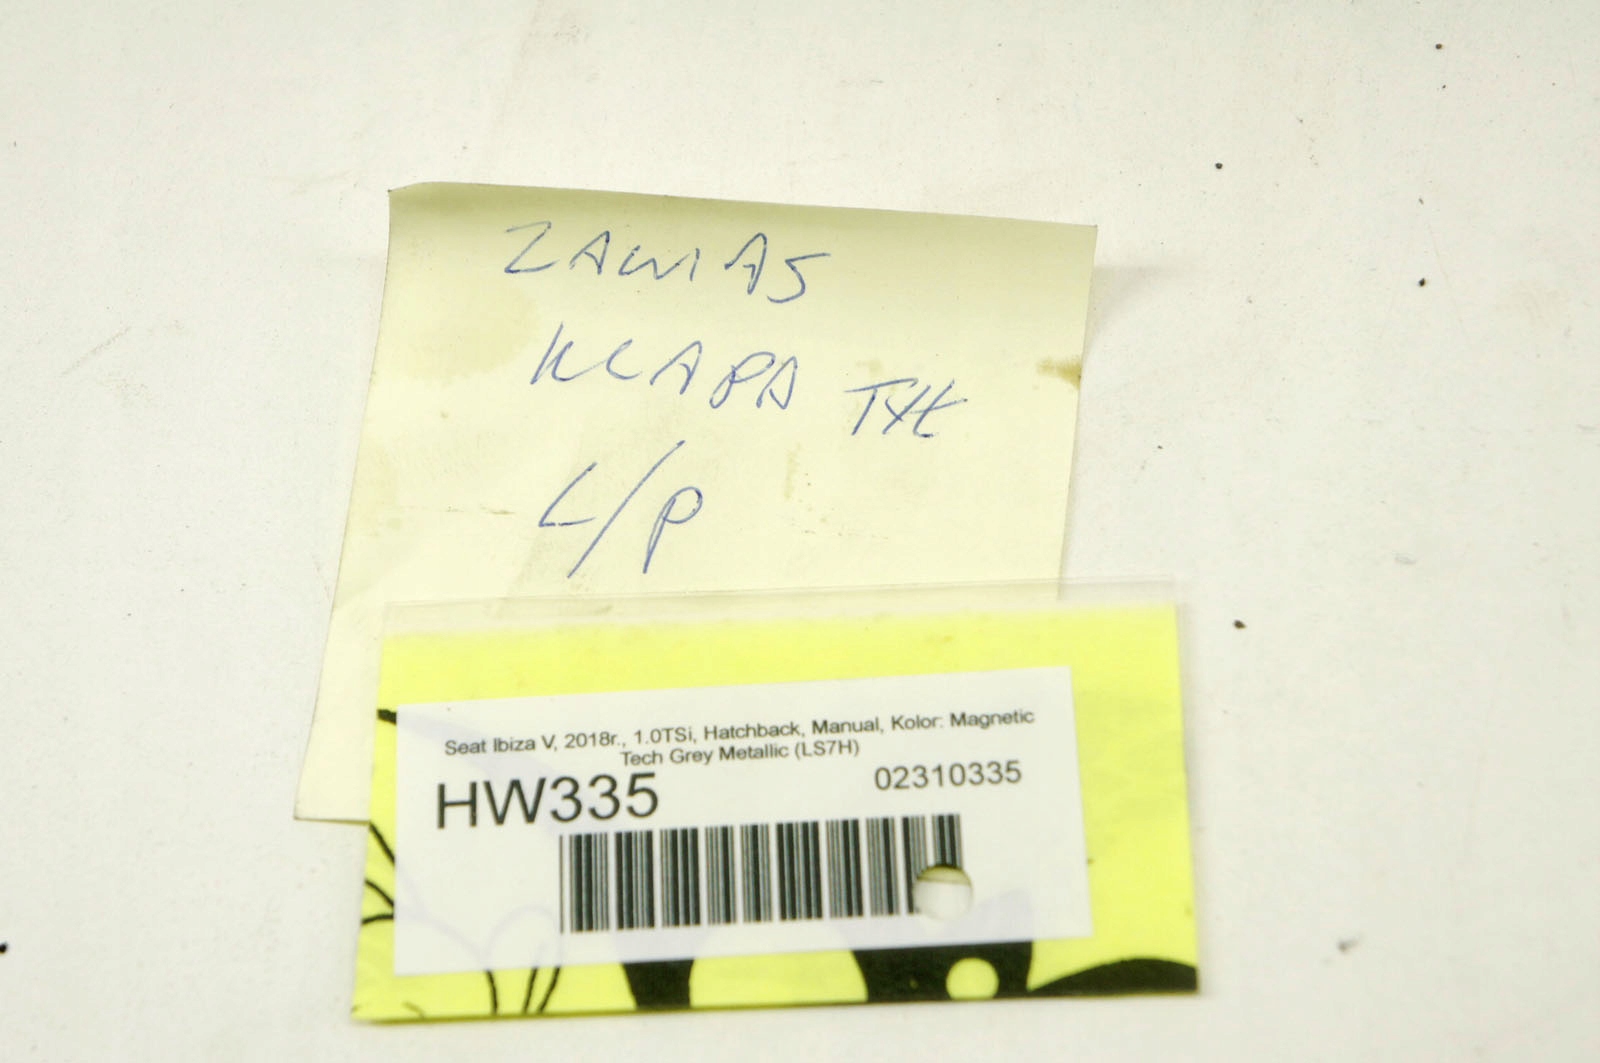 ZAWIAS
KLAPA TYŁ
L/P
Seat Ibiza V, 2018r., 1.0TSi, Hatchback, Manual, Kolor: Magnetic
Tech Grey Metallic (LS7H)
HW335 02310335